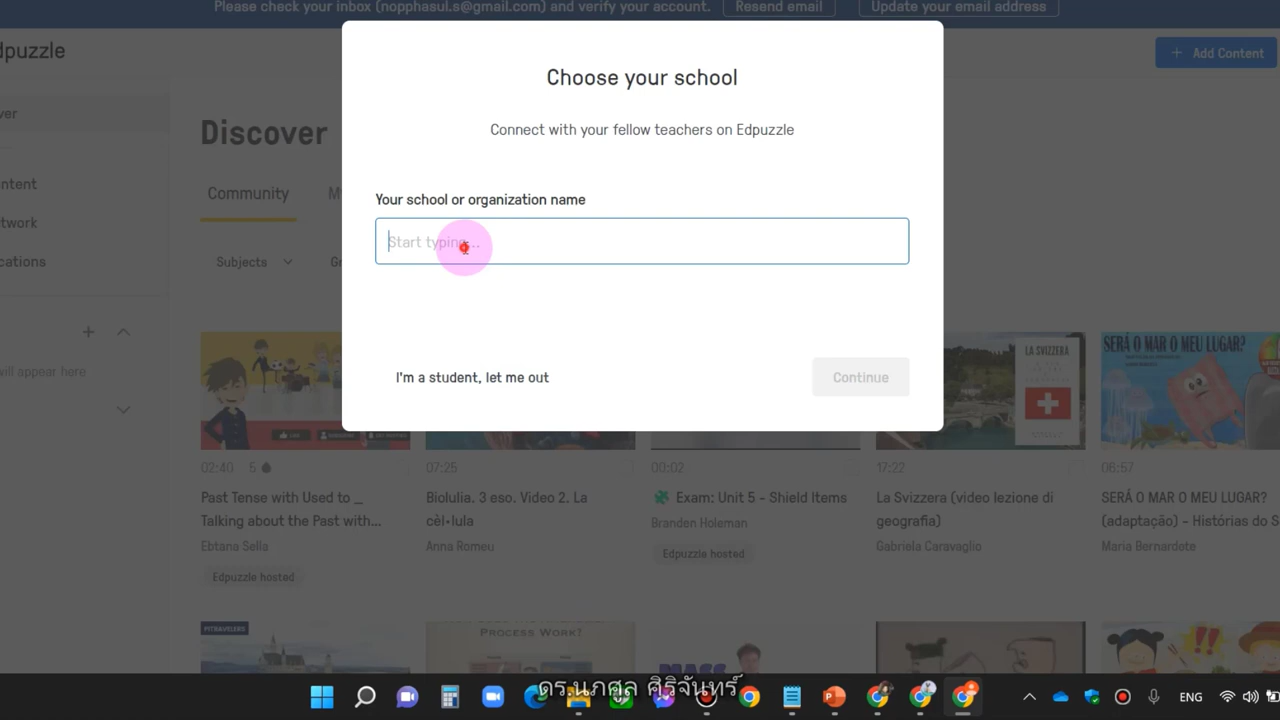 Please check your inbox (nopphasul.s@gmail.com) and verify your account.
Resend email
Update your email address
dpuzzle
Add Content
Choose your school
Connect with your fellow teachers on Edpuzzle
Your school or organization name
Start typing...
I'm a student, let me out
Continue
ver
ntent
twork
cations
will appear here
Discover
Community
M
Subjects
Gr
LA SVIZZERA
SERÁ O MAR O MEU LUGAR?
02:40 5
07:25
00:02
17:22
06:57
Past Tense with Used to _
Talking about the Past with...
Ebtana Sella
Edpuzzle hosted
Biolulia. 3 eso. Video 2. La
cèl·lula
Anna Romeu
Exam: Unit 5 - Shield Items
Branden Holeman
Edpuzzle hosted
La Svizzera (video lezione di
geografia)
Gabriela Caravaglio
SERÁ O MAR O MEU LUGAR?
(adaptação) - Histórias do S
Maria Bernardote
PITRAVELERS
PROCESS WORK?
MASS
ดร.นภศูล ศิริจันทร์
ENG